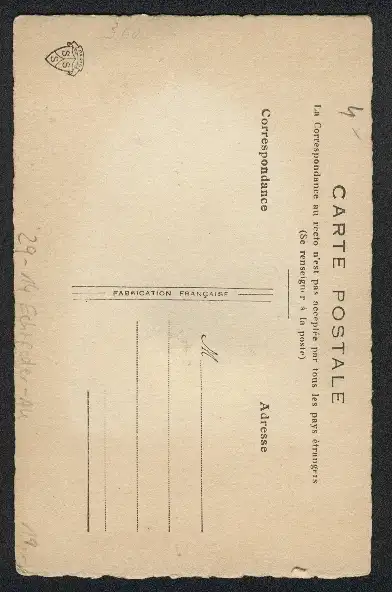 CARTE POSTALE
La Correspondance au recto n'est pas acceptée par tous les pays étrangers
(Se renseigner à la poste)
Correspondance
Adresse
FABRICATION FRANÇAISE
M